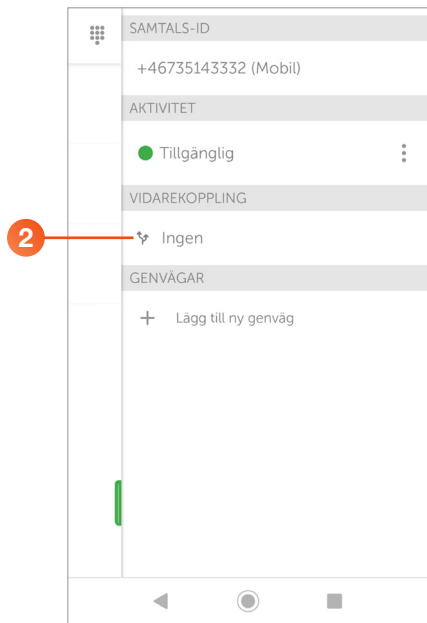 SAMTALS-ID
+46735143332 (Mobil)
AKTIVITET
Tillgänglig
VIDAREKOPPLING
2
Ingen
GENVÄGAR
+ Lägg till ny genväg